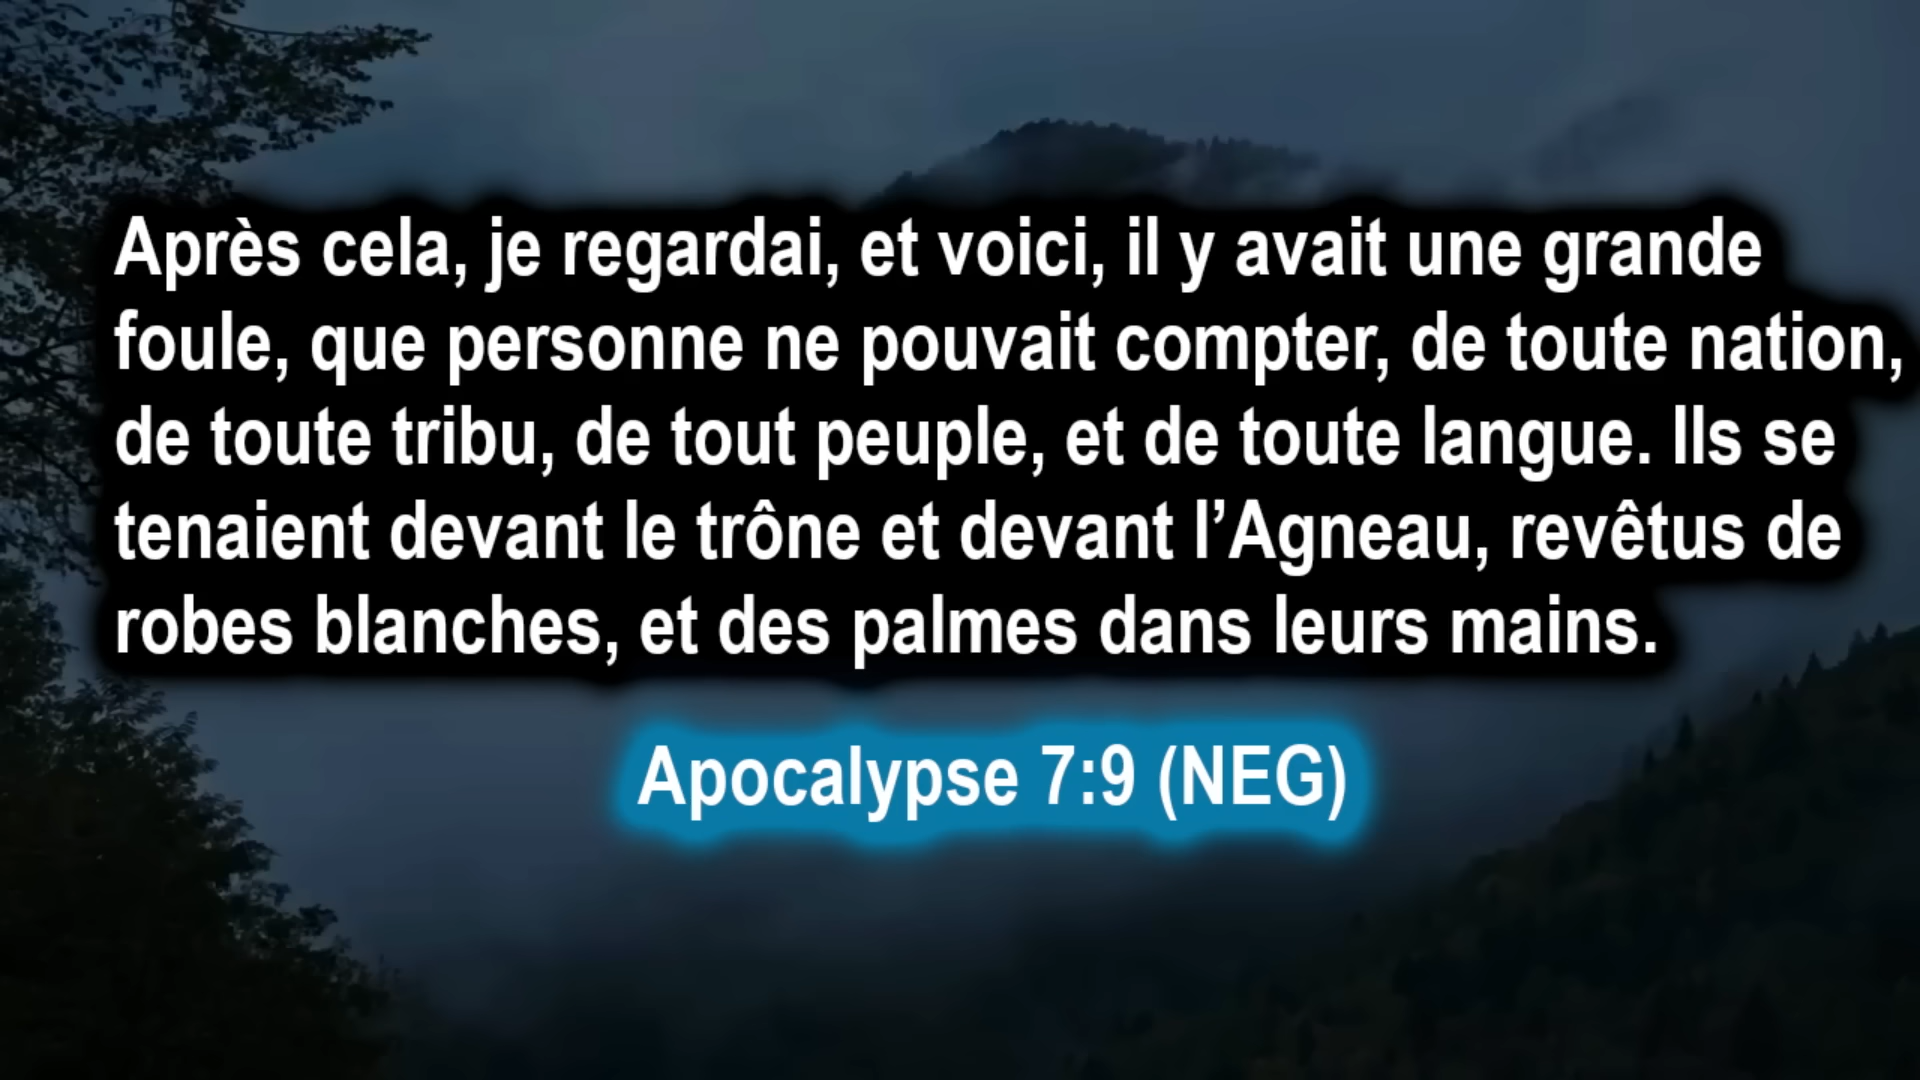 Après cela, je regardai, et voici, il y avait une grande
foule, que personne ne pouvait compter, de toute nation,
de toute tribu, de tout peuple, et de toute langue. Ils se
tenaient devant le trône et devant l’Agneau, revêtus de
robes blanches, et des palmes dans leurs mains.
Apocalypse 7:9 (NEG)